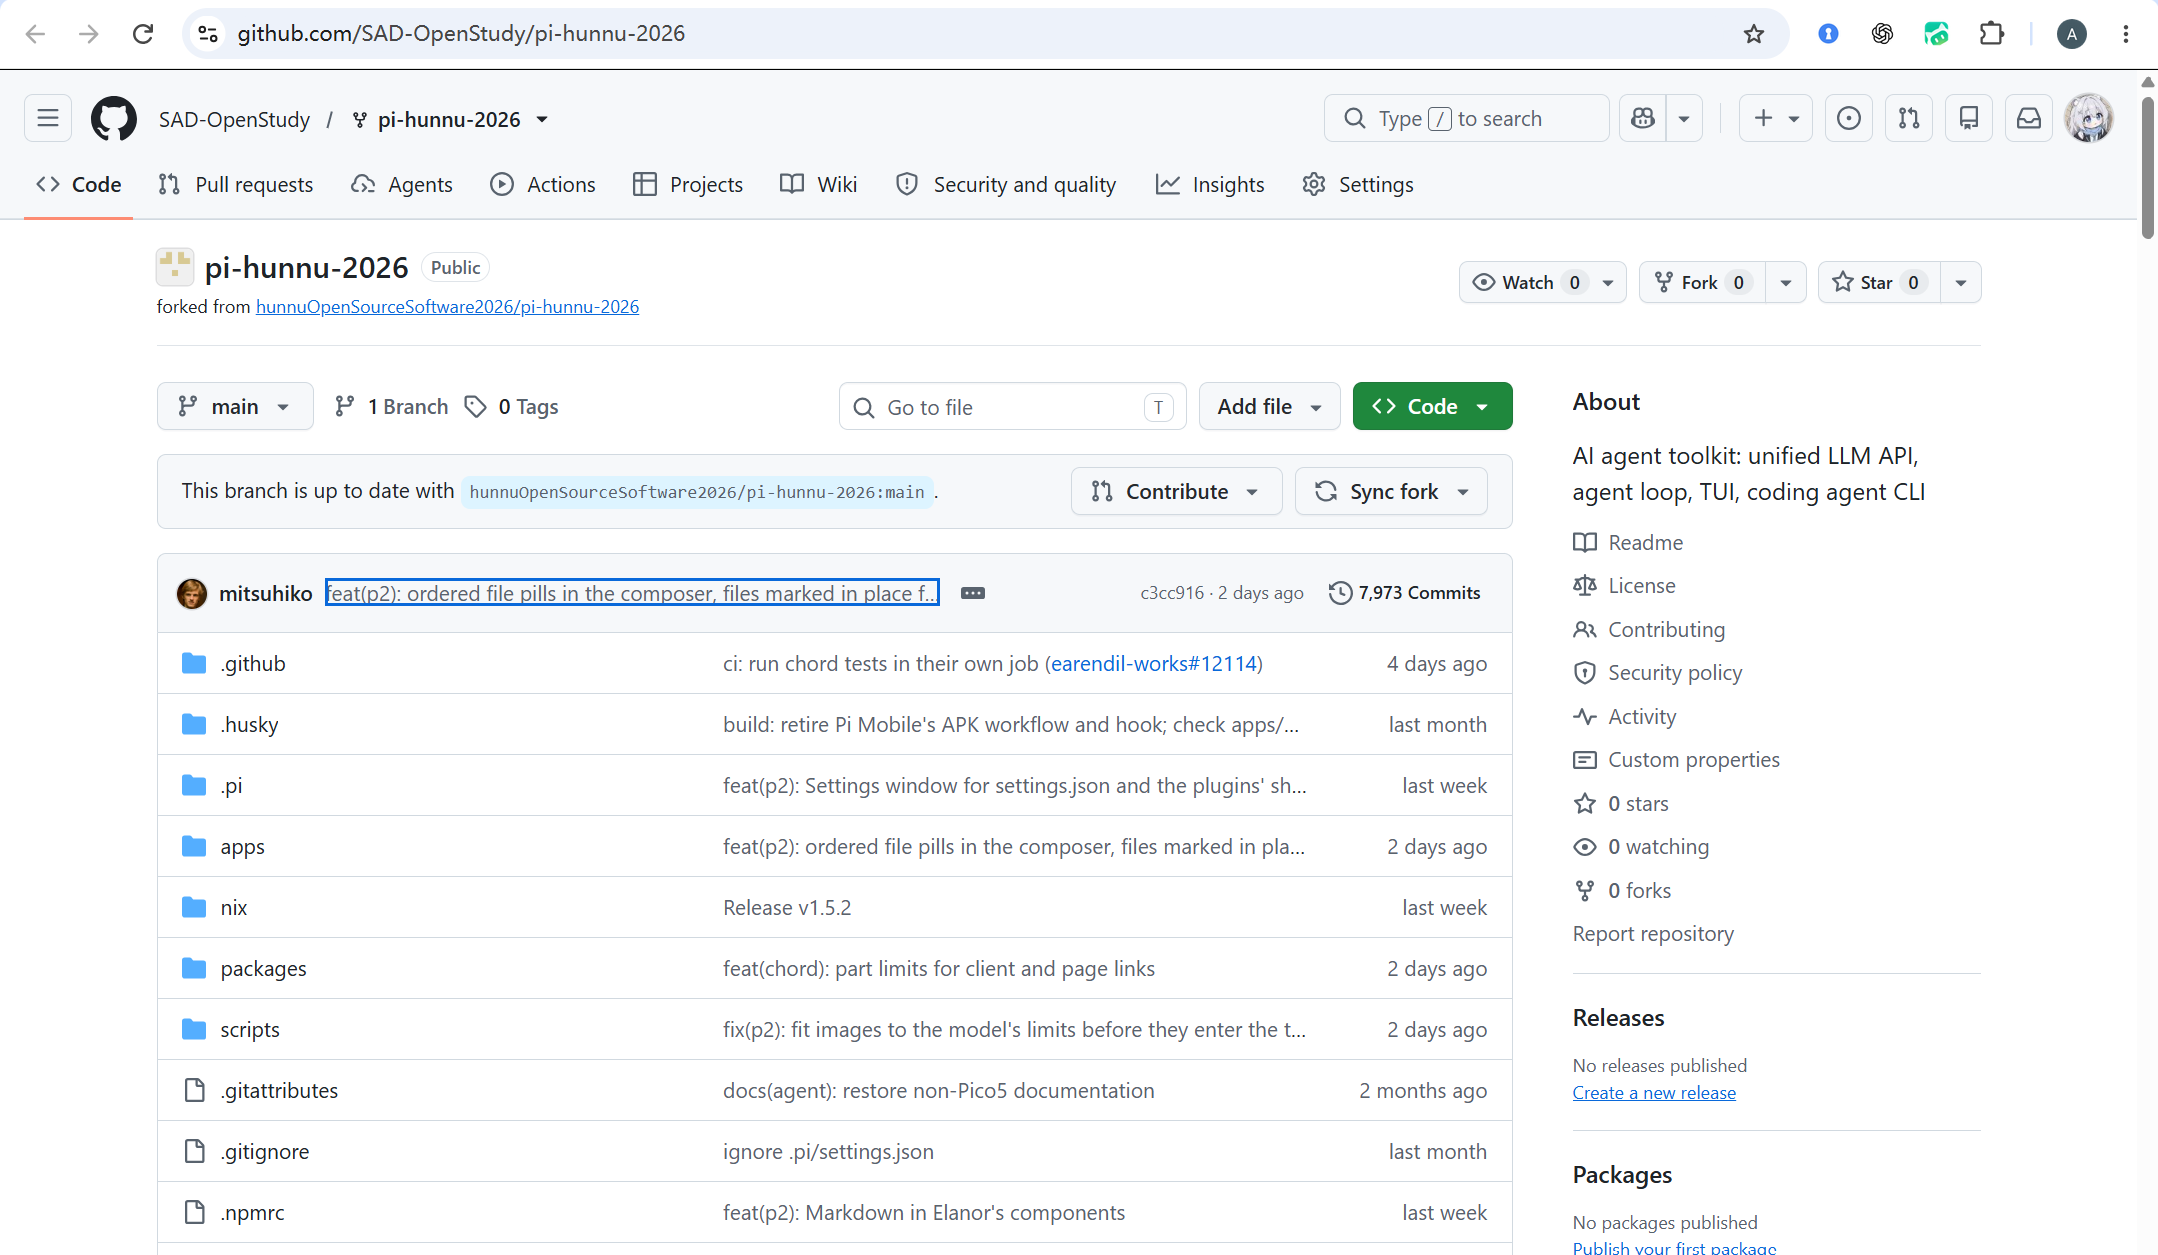 github.com/SAD-OpenStudy/pi-hunnu-2026
A
SAD-OpenStudy / pi-hunnu-2026
Type / to search
Code
Pull requests
Agents
Actions
Projects
Wiki
Security and quality
Insights
Settings
pi-hunnu-2026 Public
forked from hunnuOpenSourceSoftware2026/pi-hunnu-2026
Watch 0
Fork 0
Star 0
main
1 Branch
0 Tags
Go to file T
Add file
Code
This branch is up to date with hunnuOpenSourceSoftware2026/pi-hunnu-2026:main .
Contribute
Sync fork
mitsuhiko feat(p2): ordered file pills in the composer, files marked in place f... c3cc916 · 2 days ago 7,973 Commits
.github ci: run chord tests in their own job (earendil-works#12114) 4 days ago
.husky build: retire Pi Mobile's APK workflow and hook; check apps/... last month
.pi feat(p2): Settings window for settings.json and the plugins' sh... last week
apps feat(p2): ordered file pills in the composer, files marked in pla... 2 days ago
nix Release v1.5.2 last week
packages feat(chord): part limits for client and page links 2 days ago
scripts fix(p2): fit images to the model's limits before they enter the t... 2 days ago
.gitattributes docs(agent): restore non-Pico5 documentation 2 months ago
.gitignore ignore .pi/settings.json last month
.npmrc feat(p2): Markdown in Elanor's components last week
About
AI agent toolkit: unified LLM API,
agent loop, TUI, coding agent CLI
Readme
License
Contributing
Security policy
Activity
Custom properties
0 stars
0 watching
0 forks
Report repository
Releases
No releases published
Create a new release
Packages
No packages published
Publish your first package